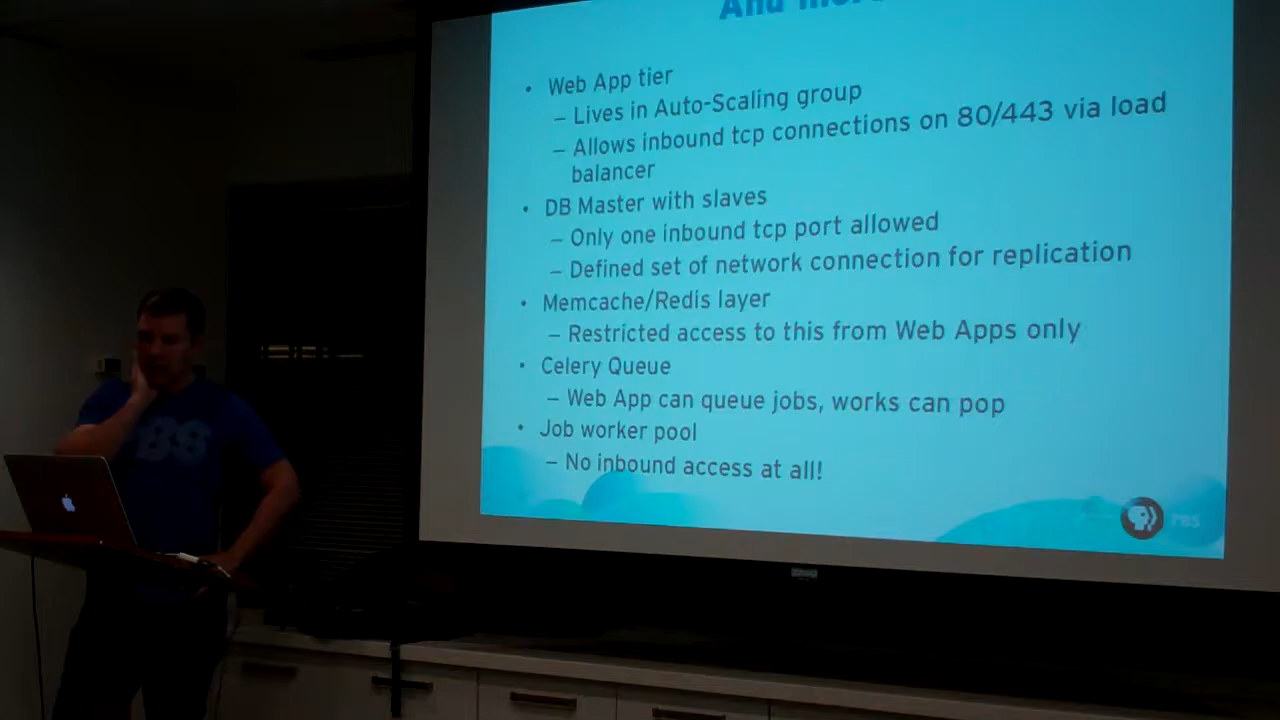 And more
• Web App tier
– Lives in Auto-Scaling group
– Allows inbound tcp connections on 80/443 via load
balancer
• DB Master with slaves
– Only one inbound tcp port allowed
– Defined set of network connection for replication
• Memcache/Redis layer
– Restricted access to this from Web Apps only
• Celery Queue
– Web App can queue jobs, works can pop
• Job worker pool
– No inbound access at all!
PBS
PBS